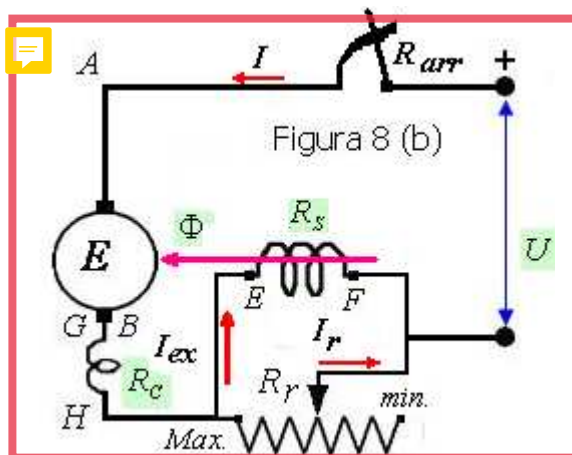 A
I
R arr
+
Figura 8 (b)
Φ
R s
E
U
G B
E F
I ex
I r
R c
R r
min.
H
Max.